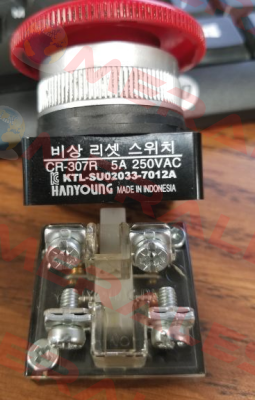 비상 리셋 스위치
CR-307R 5A 250VAC
KTL-SU02033-7012A
HANYOUNG MADE IN INDONESIA